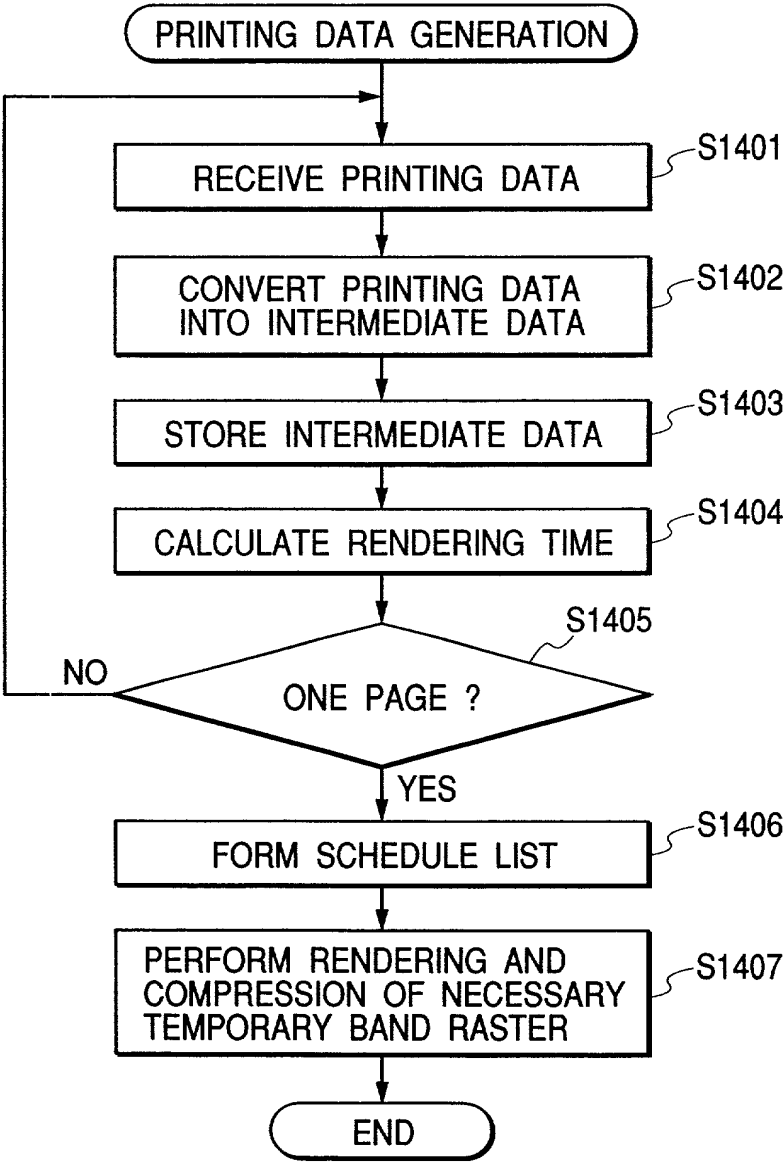 PRINTING DATA GENERATION
RECEIVE PRINTING DATA
S1401
CONVERT PRINTING DATA
INTO INTERMEDIATE DATA
S1402
STORE INTERMEDIATE DATA
S1403
CALCULATE RENDERING TIME
S1404
ONE PAGE ?
S1405
NO
YES
FORM SCHEDULE LIST
S1406
PERFORM RENDERING AND
COMPRESSION OF NECESSARY
TEMPORARY BAND RASTER
S1407
END